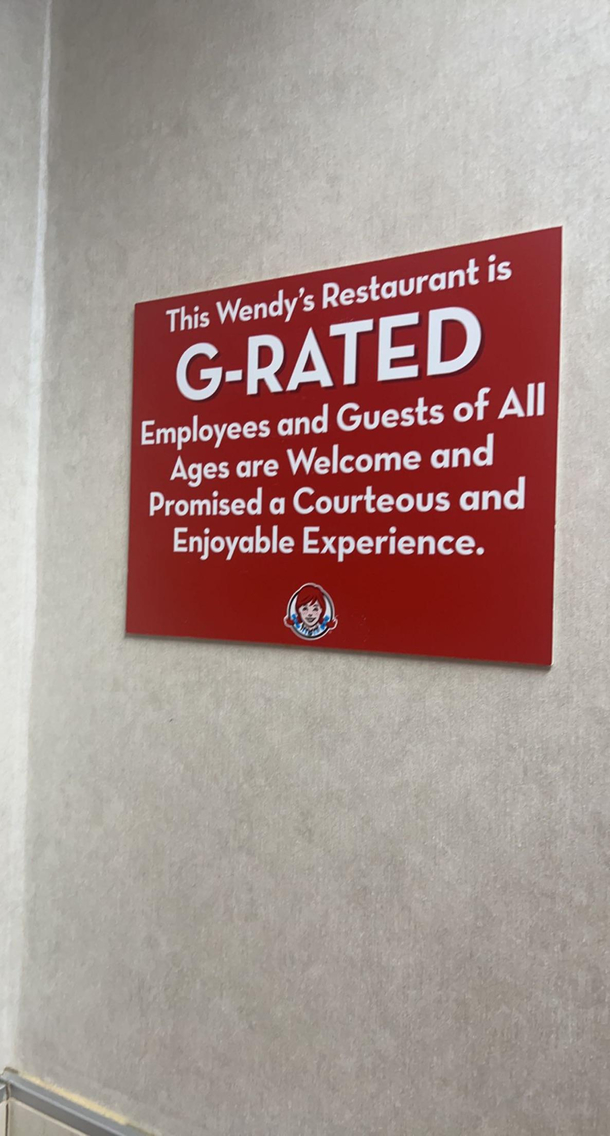 This Wendy's Restaurant is
G-RATED
Employees and Guests of All
Ages are Welcome and
Promised a Courteous and
Enjoyable Experience.